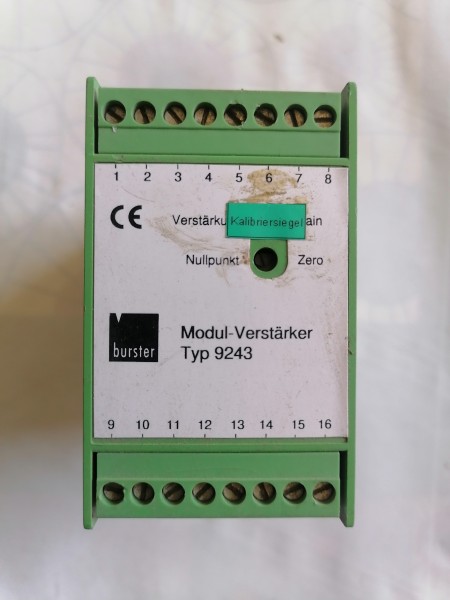 1 2 3 4 5 6 7 8
CE Verstärku Kalibriersiegel ain
Nullpunkt Zero
burster
Modul-Verstärker
Typ 9243
9 10 11 12 13 14 15 16